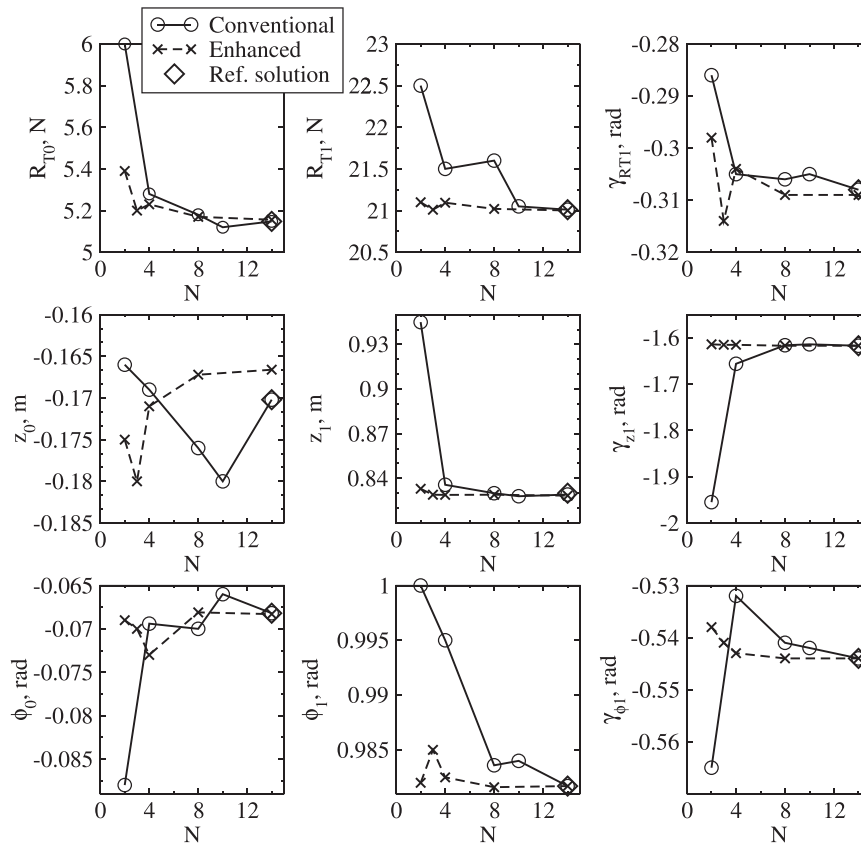 Conventional
Enhanced
Ref. solution
6
5.8
5.6
5.4
5.2
5
0 4 8 12
R_T0, N
N
23
22.5
22
21.5
21
20.5
0 4 8 12
R_T1, N
N
-0.28
-0.29
-0.3
-0.31
-0.32
0 4 8 12
γ_RT1, rad
N
-0.16
-0.165
-0.17
-0.175
-0.18
-0.185
0 4 8 12
z_0, m
N
0.93
0.9
0.87
0.84
0 4 8 12
z_1, m
N
-1.6
-1.7
-1.8
-1.9
-2
0 4 8 12
γ_z1, rad
N
-0.065
-0.07
-0.075
-0.08
-0.085
0 4 8 12
ϕ_0, rad
N
1
0.995
0.99
0.985
0 4 8 12
ϕ_1, rad
N
-0.53
-0.54
-0.55
-0.56
0 4 8 12
γ_ϕ1, rad
N